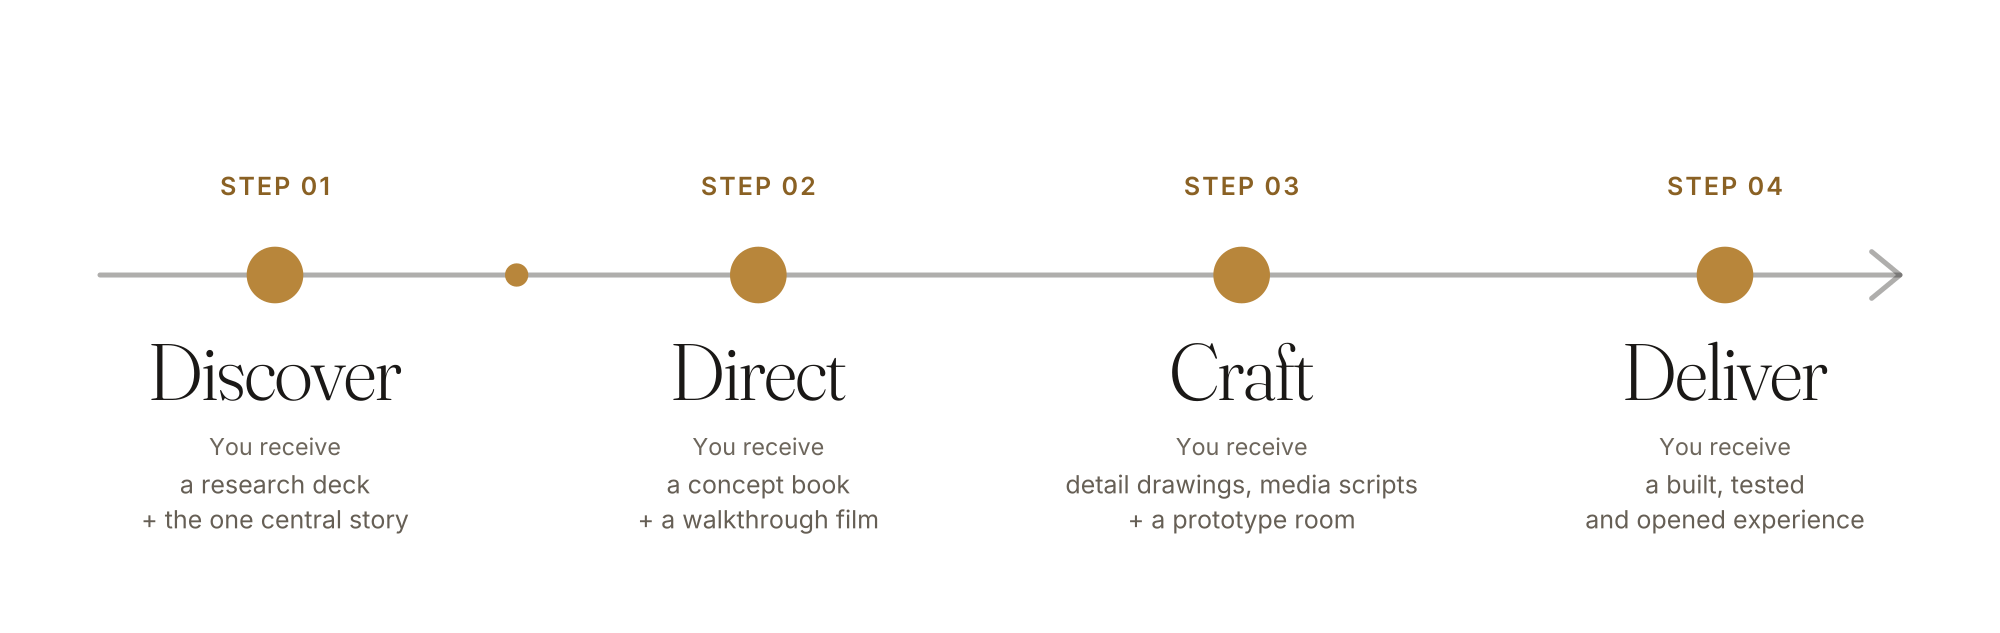 STEP 01
Discover
You receive
a research deck
+ the one central story
STEP 02
Direct
You receive
a concept book
+ a walkthrough film
STEP 03
Craft
You receive
detail drawings, media scripts
+ a prototype room
STEP 04
Deliver
You receive
a built, tested
and opened experience